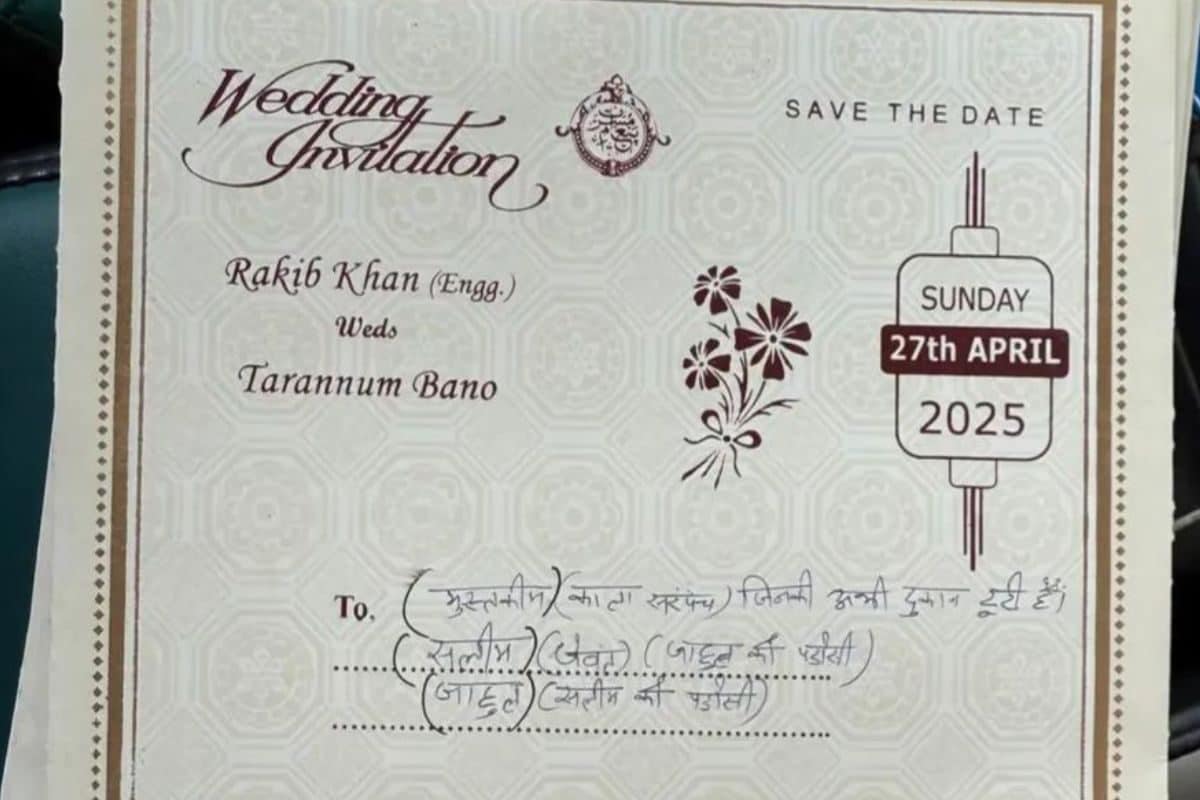 Wedding
Invitation
SAVE THE DATE
Rakib Khan (Engg.)
Weds
Tarannum Bano
SUNDAY
27th APRIL
2025
To, (मुस्तकीम) (काला सरपंच) जिनकी अभी दुकान टूटी है।
(सलीम) (जेवर) (जाहुल की पडौसी)
(जाहुल) (सलीम की पडौसी)